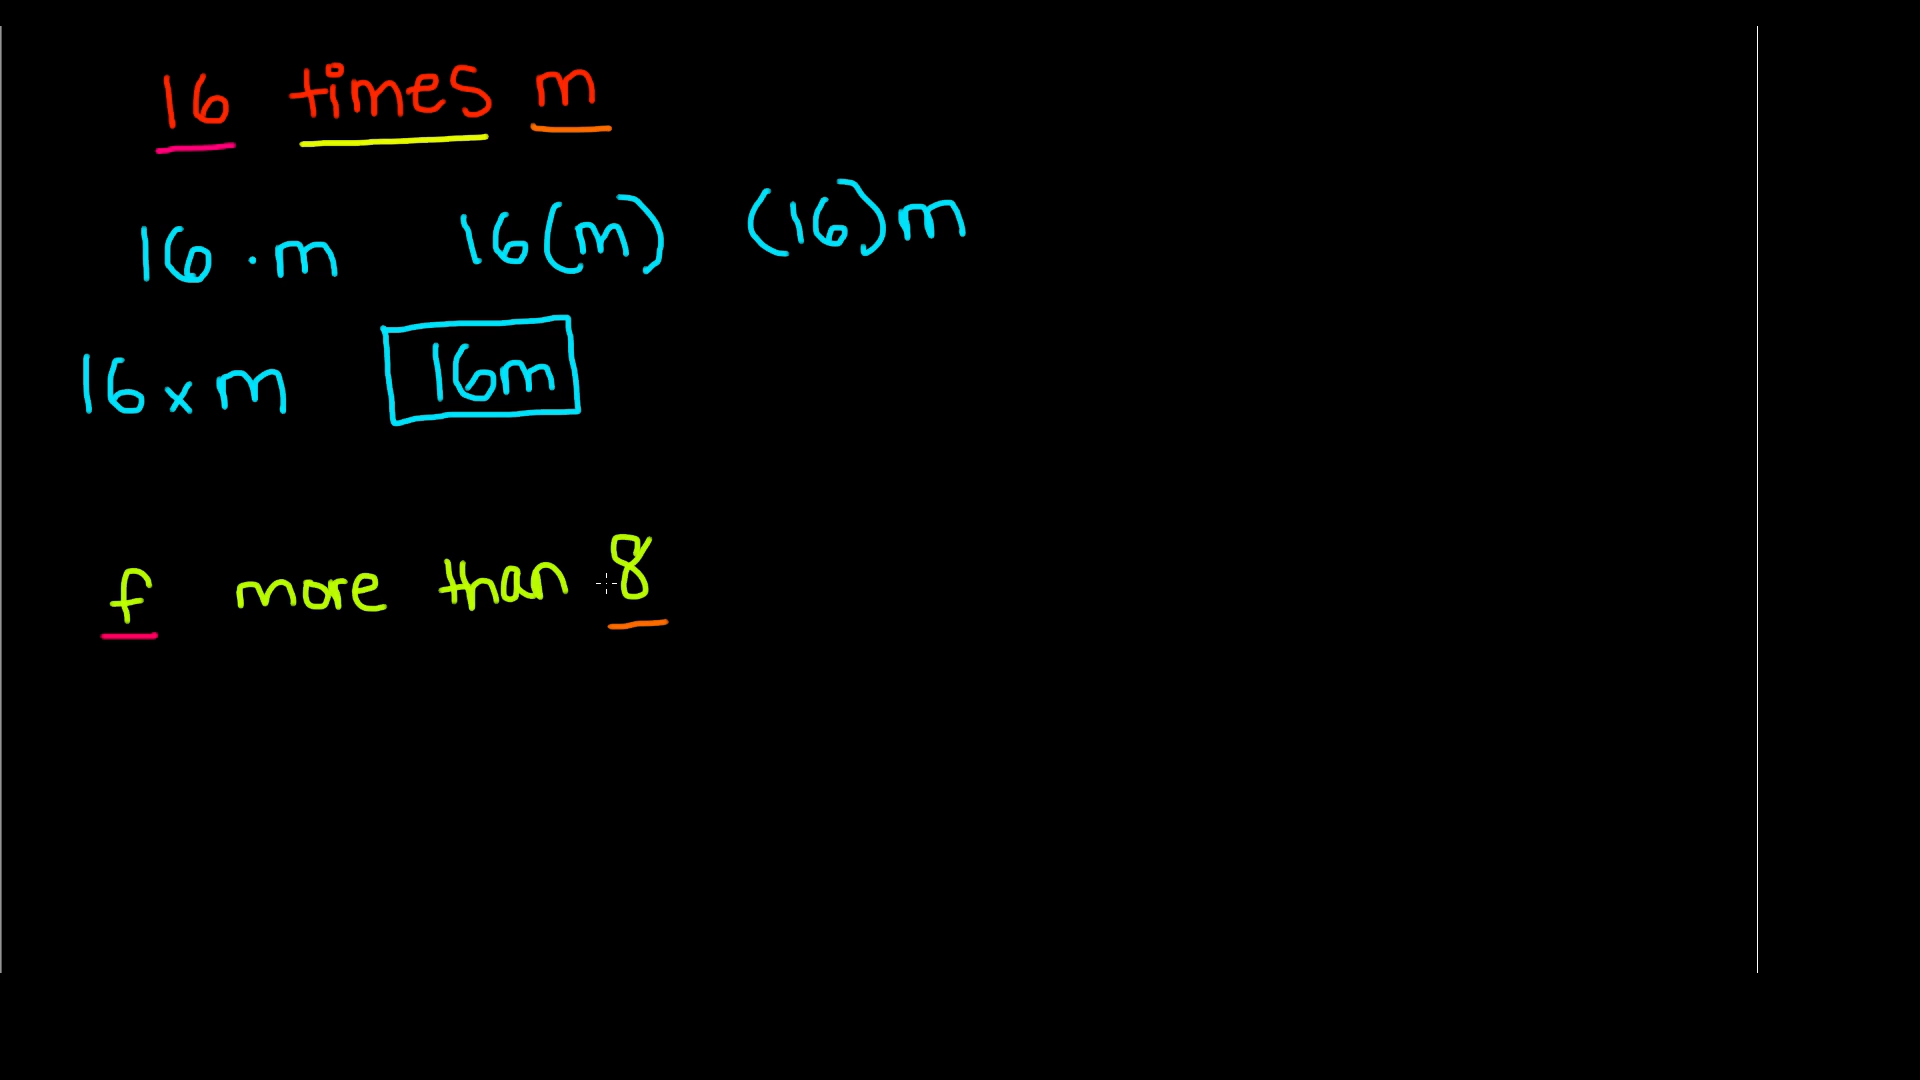 16 times m
16 · m 16(m) (16)m
16 x m 16m
f more than 8